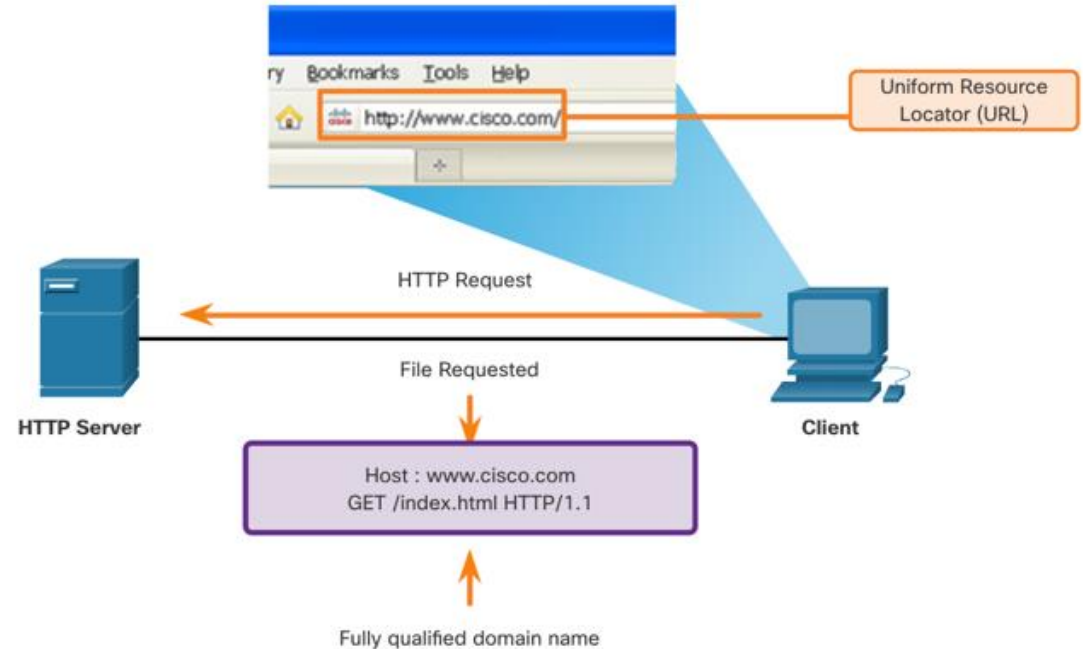 ry Bookmarks Tools Help
cisco http://www.cisco.com/
Uniform Resource
Locator (URL)
HTTP Request
File Requested
HTTP Server
Client
Host : www.cisco.com
GET /index.html HTTP/1.1
Fully qualified domain name